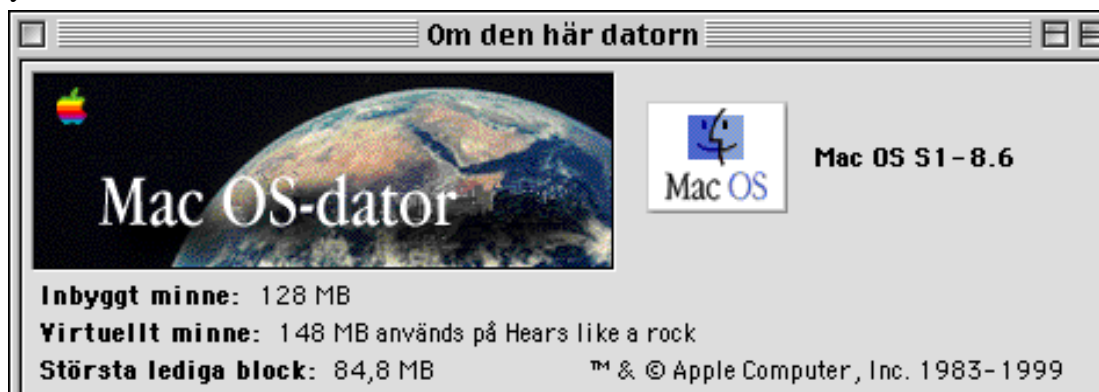 Om den här datorn
Mac OS-dator
Mac OS
Mac OS S1-8.6
Inbyggt minne: 128 MB
Virtuellt minne: 148 MB används på Hears like a rock
Största lediga block: 84,8 MB
™ & © Apple Computer, Inc. 1983-1999